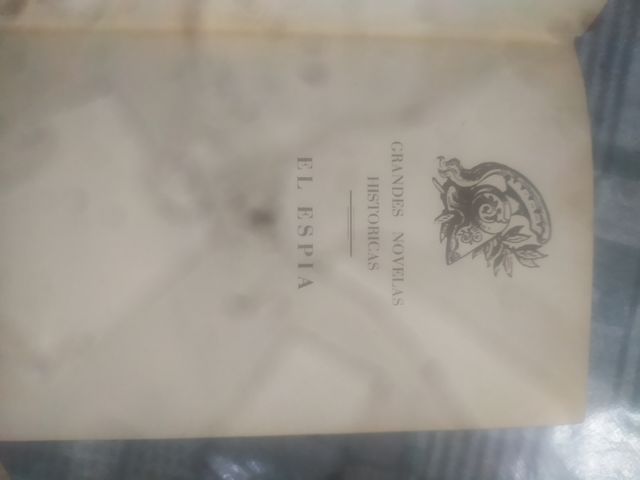 GRANDES NOVELAS
HISTORICAS
EL ESPIA